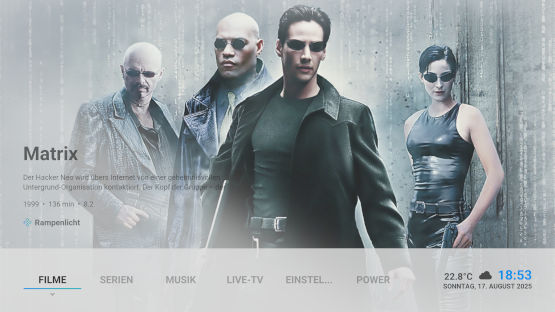 Matrix
Der Hacker Neo wird übers Internet von einer geheimnisvollen
Untergrund-Organisation kontaktiert. Der Kopf der Gruppe – der
1999 • 136 min • 8.2
Rampenlicht
FILME SERIEN MUSIK LIVE-TV EINSTEL... POWER
22.8°C 18:53
SONNTAG, 17. AUGUST 2025